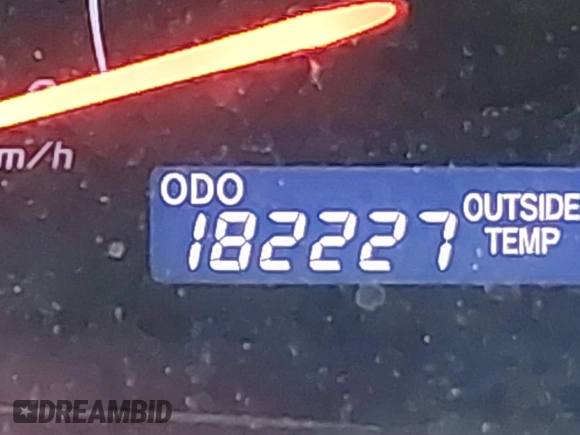 m/h
ODO
182227
OUTSIDE
TEMP
DREAMBID